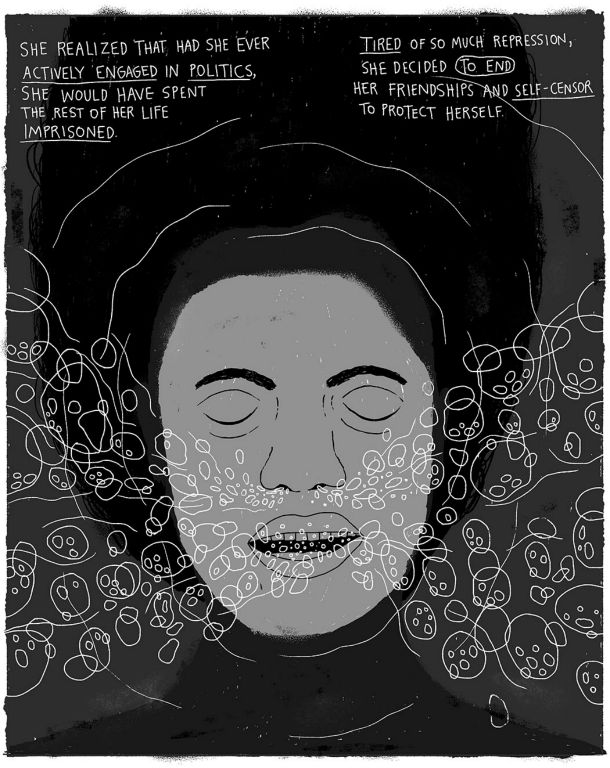 SHE REALIZED THAT, HAD SHE EVER
ACTIVELY ENGAGED IN POLITICS,
SHE WOULD HAVE SPENT
THE REST OF HER LIFE
IMPRISONED.
TIRED OF SO MUCH REPRESSION,
SHE DECIDED TO END
HER FRIENDSHIPS AND SELF-CENSOR
TO PROTECT HERSELF.